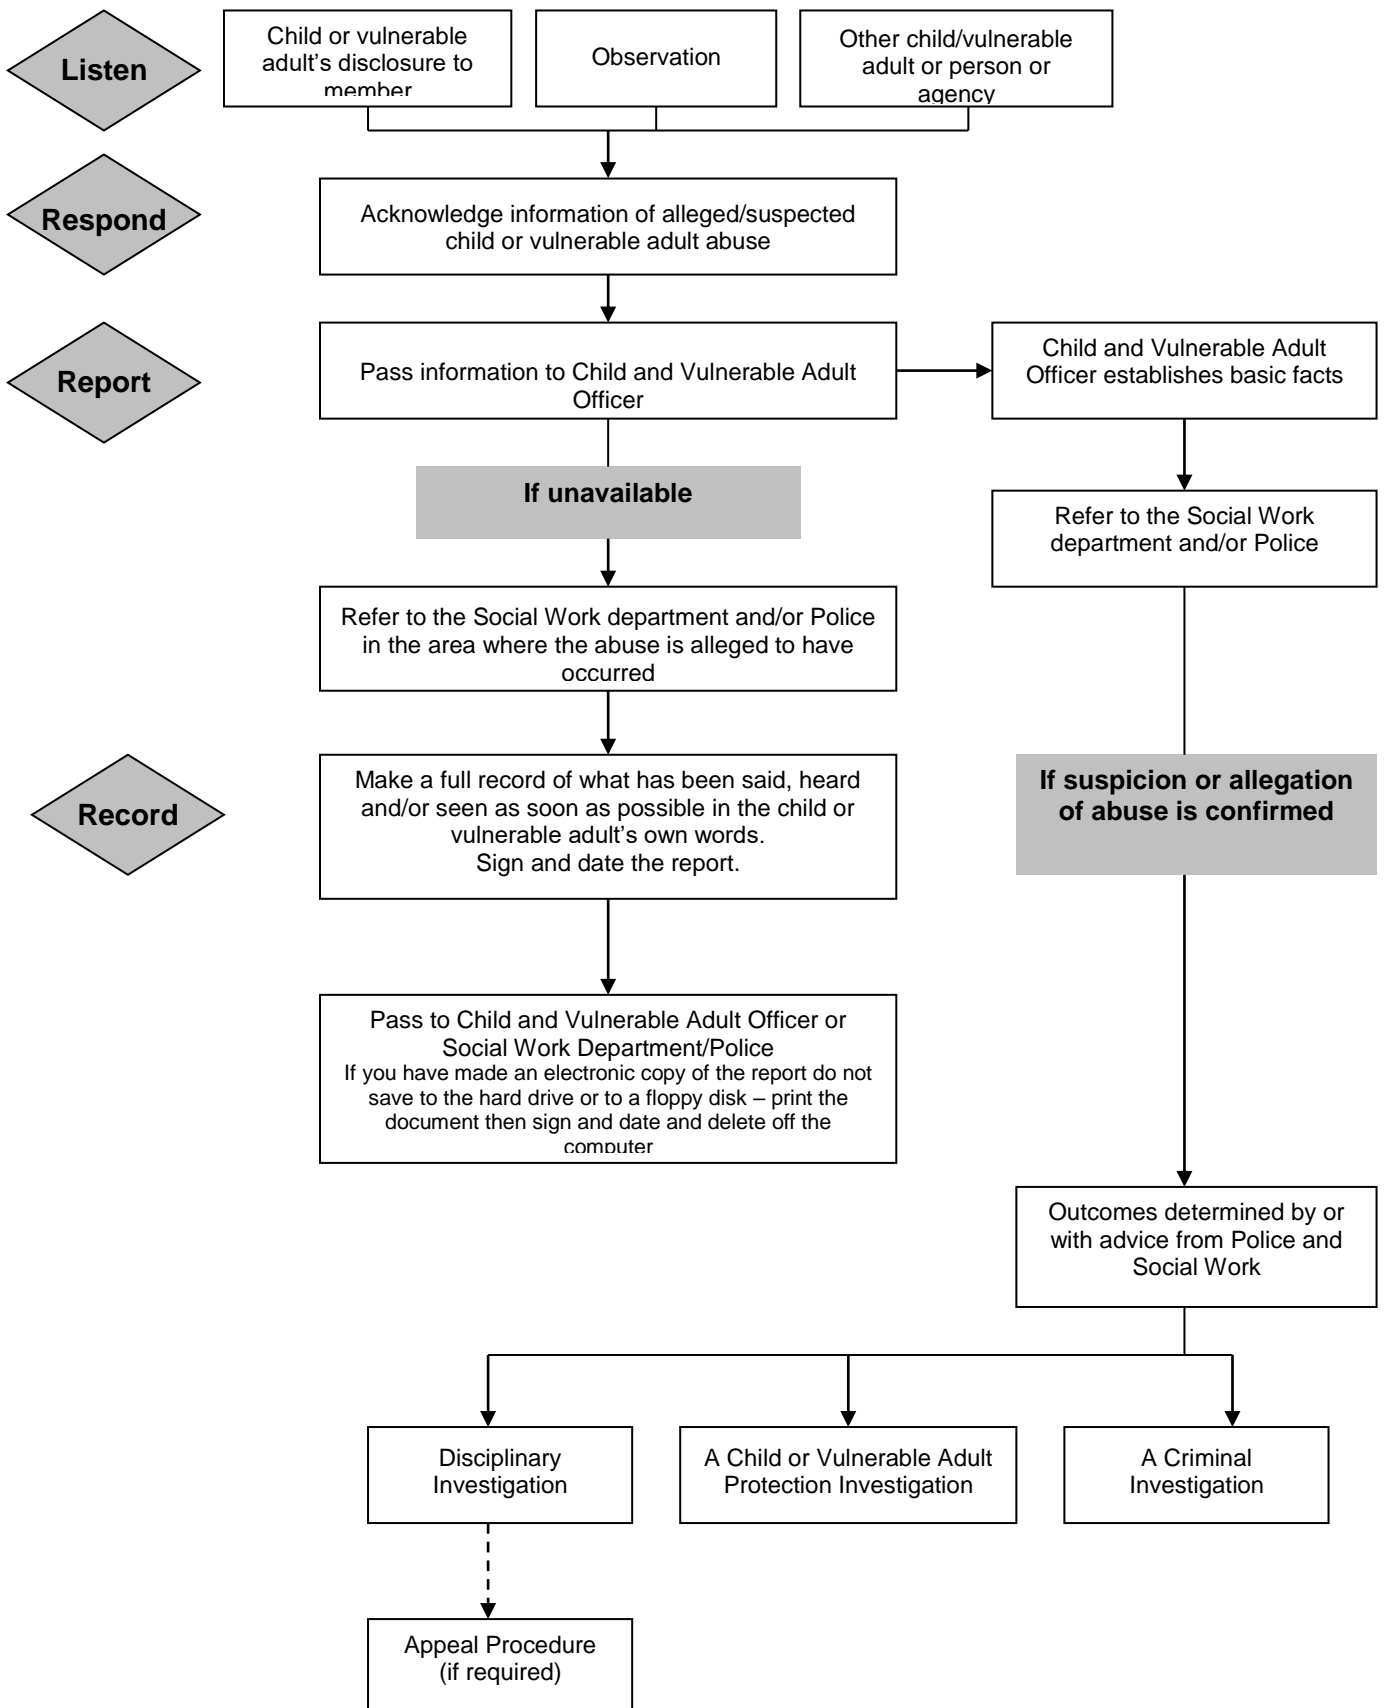 Listen
Child or vulnerable
adult's disclosure to
member
Observation
Other child/vulnerable
adult or person or
agency
Respond
Acknowledge information of alleged/suspected
child or vulnerable adult abuse
Report
Pass information to Child and Vulnerable Adult
Officer
Child and Vulnerable Adult
Officer establishes basic facts
If unavailable
Refer to the Social Work
department and/or Police
Refer to the Social Work department and/or Police
in the area where the abuse is alleged to have
occurred
Record
Make a full record of what has been said, heard
and/or seen as soon as possible in the child or
vulnerable adult's own words.
Sign and date the report.
If suspicion or allegation
of abuse is confirmed
Pass to Child and Vulnerable Adult Officer or
Social Work Department/Police
If you have made an electronic copy of the report do not
save to the hard drive or to a floppy disk – print the
document then sign and date and delete off the
computer
Outcomes determined by or
with advice from Police and
Social Work
Disciplinary
Investigation
A Child or Vulnerable Adult
Protection Investigation
A Criminal
Investigation
Appeal Procedure
(if required)